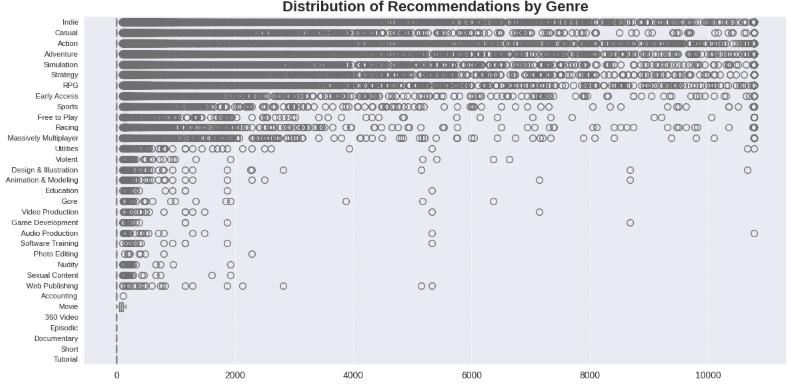 Distribution of Recommendations by Genre
Indie
Casual
Action
Adventure
Simulation
Strategy
RPG
Early Access
Sports
Free to Play
Racing
Massively Multiplayer
Utilities
Violent
Design & Illustration
Animation & Modeling
Education
Gore
Video Production
Game Development
Audio Production
Software Training
Photo Editing
Nudity
Sexual Content
Web Publishing
Accounting
Movie
360 Video
Episodic
Documentary
Short
Tutorial
0 2000 4000 6000 8000 10000